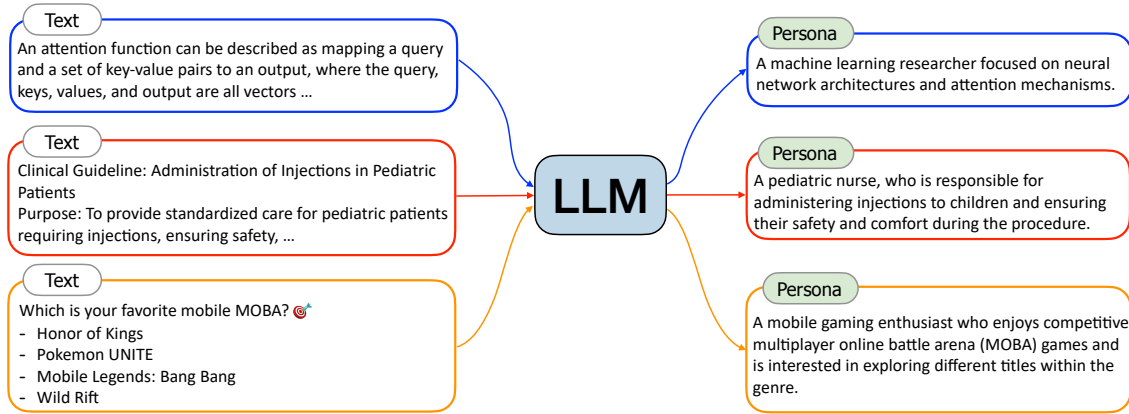 Text
An attention function can be described as mapping a query
and a set of key-value pairs to an output, where the query,
keys, values, and output are all vectors ...
Text
Clinical Guideline: Administration of Injections in Pediatric
Patients
Purpose: To provide standardized care for pediatric patients
requiring injections, ensuring safety, ...
Text
Which is your favorite mobile MOBA? 🎯
- Honor of Kings
- Pokemon UNITE
- Mobile Legends: Bang Bang
- Wild Rift
LLM
Persona
A machine learning researcher focused on neural
network architectures and attention mechanisms.
Persona
A pediatric nurse, who is responsible for
administering injections to children and ensuring
their safety and comfort during the procedure.
Persona
A mobile gaming enthusiast who enjoys competitive
multiplayer online battle arena (MOBA) games and
is interested in exploring different titles within the
genre.